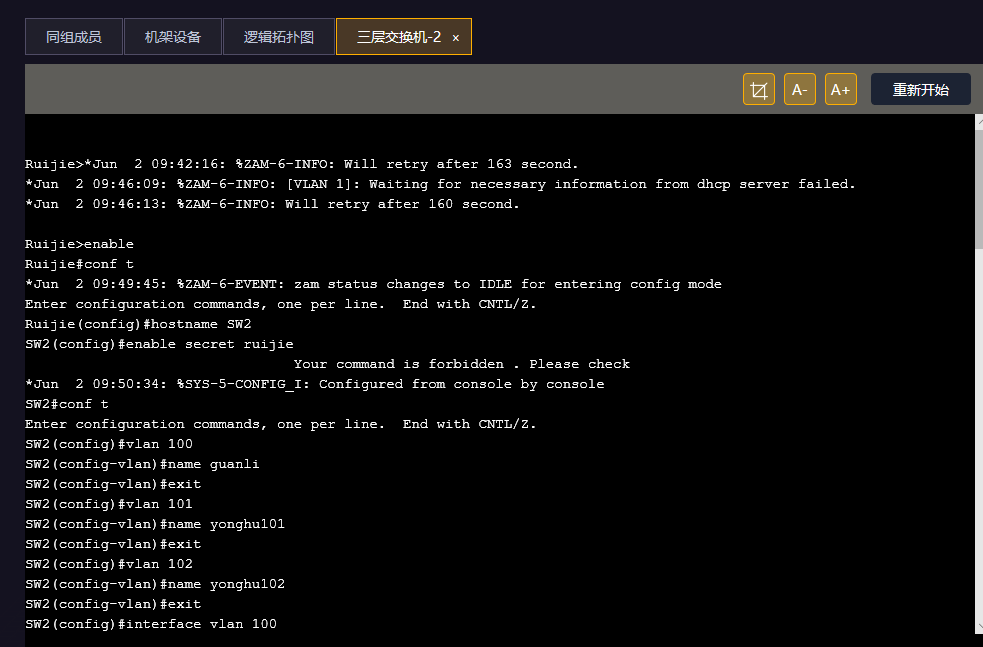 同组成员 机架设备 逻辑拓扑图 三层交换机-2 ×
A- A+ 重新开始
Ruijie>*Jun  2 09:42:16: %ZAM-6-INFO: Will retry after 163 second.
*Jun  2 09:46:09: %ZAM-6-INFO: [VLAN 1]: Waiting for necessary information from dhcp server failed.
*Jun  2 09:46:13: %ZAM-6-INFO: Will retry after 160 second.
Ruijie>enable
Ruijie#conf t
*Jun  2 09:49:45: %ZAM-6-EVENT: zam status changes to IDLE for entering config mode
Enter configuration commands, one per line.  End with CNTL/Z.
Ruijie(config)#hostname SW2
SW2(config)#enable secret ruijie
Your command is forbidden . Please check
*Jun  2 09:50:34: %SYS-5-CONFIG_I: Configured from console by console
SW2#conf t
Enter configuration commands, one per line.  End with CNTL/Z.
SW2(config)#vlan 100
SW2(config-vlan)#name guanli
SW2(config-vlan)#exit
SW2(config)#vlan 101
SW2(config-vlan)#name yonghu101
SW2(config-vlan)#exit
SW2(config)#vlan 102
SW2(config-vlan)#name yonghu102
SW2(config-vlan)#exit
SW2(config)#interface vlan 100